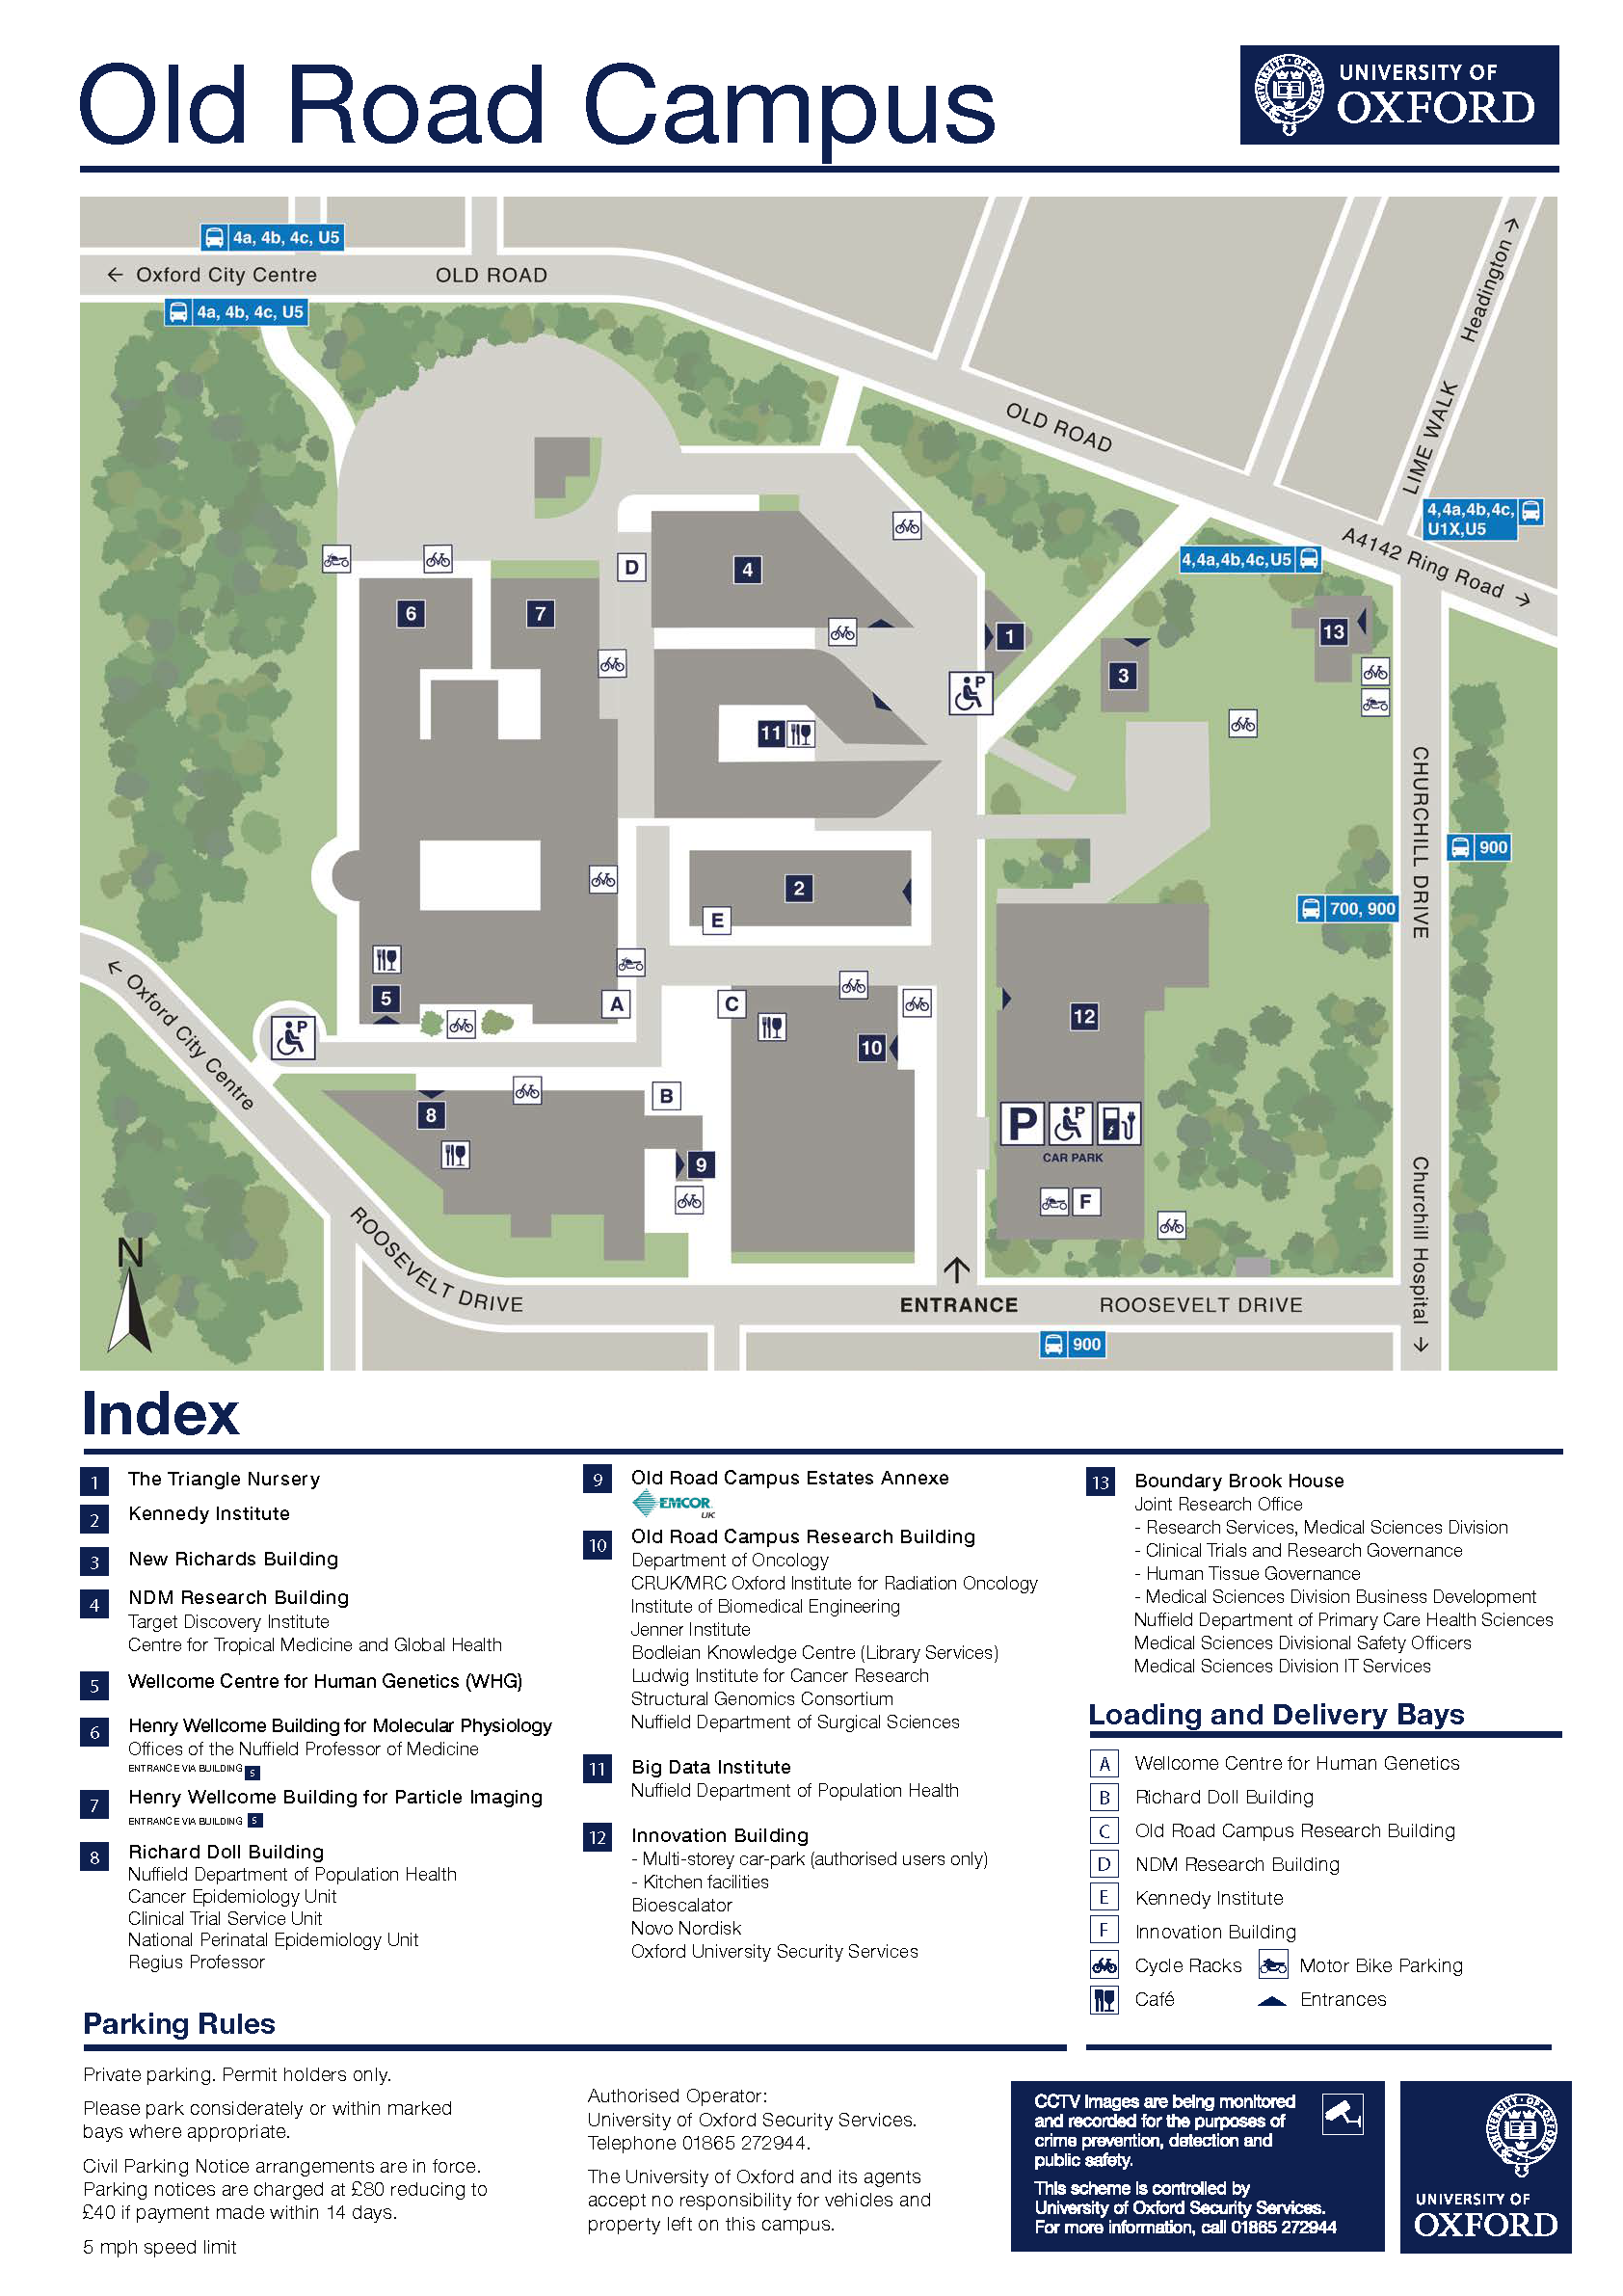 Old Road Campus
UNIVERSITY OF
OXFORD
4a, 4b, 4c, U5
← Oxford City Centre
OLD ROAD
4a, 4b, 4c, U5
Headington →
OLD ROAD
LIME WALK
4,4a,4b,4c,
U1X,U5
A4142 Ring Road →
4,4a,4b,4c,U5
D
4
6
7
1
13
3
P
11
CHURCHILL DRIVE
900
2
700, 900
E
← Oxford City Centre
5
A
C
12
P
10
B
8
P
P
CAR PARK
9
F
Churchill Hospital →
ROOSEVELT DRIVE
N
ENTRANCE
ROOSEVELT DRIVE
900
Index
1 The Triangle Nursery
2 Kennedy Institute
3 New Richards Building
4 NDM Research Building
Target Discovery Institute
Centre for Tropical Medicine and Global Health
5 Wellcome Centre for Human Genetics (WHG)
6 Henry Wellcome Building for Molecular Physiology
Offices of the Nuffield Professor of Medicine
ENTRANCE VIA BUILDING 5
7 Henry Wellcome Building for Particle Imaging
ENTRANCE VIA BUILDING 5
8 Richard Doll Building
Nuffield Department of Population Health
Cancer Epidemiology Unit
Clinical Trial Service Unit
National Perinatal Epidemiology Unit
Regius Professor
9 Old Road Campus Estates Annexe
EMCOR
UK
10 Old Road Campus Research Building
Department of Oncology
CRUK/MRC Oxford Institute for Radiation Oncology
Institute of Biomedical Engineering
Jenner Institute
Bodleian Knowledge Centre (Library Services)
Ludwig Institute for Cancer Research
Structural Genomics Consortium
Nuffield Department of Surgical Sciences
11 Big Data Institute
Nuffield Department of Population Health
12 Innovation Building
- Multi-storey car-park (authorised users only)
- Kitchen facilities
Bioescalator
Novo Nordisk
Oxford University Security Services
13 Boundary Brook House
Joint Research Office
- Research Services, Medical Sciences Division
- Clinical Trials and Research Governance
- Human Tissue Governance
- Medical Sciences Division Business Development
Nuffield Department of Primary Care Health Sciences
Medical Sciences Divisional Safety Officers
Medical Sciences Division IT Services
Loading and Delivery Bays
A Wellcome Centre for Human Genetics
B Richard Doll Building
C Old Road Campus Research Building
D NDM Research Building
E Kennedy Institute
F Innovation Building
Cycle Racks Motor Bike Parking
Café Entrances
Parking Rules
Private parking. Permit holders only.
Please park considerately or within marked
bays where appropriate.
Civil Parking Notice arrangements are in force.
Parking notices are charged at £80 reducing to
£40 if payment made within 14 days.
5 mph speed limit
Authorised Operator:
University of Oxford Security Services.
Telephone 01865 272944.
The University of Oxford and its agents
accept no responsibility for vehicles and
property left on this campus.
CCTV Images are being monitored
and recorded for the purposes of
crime prevention, detection and
public safety.
This scheme is controlled by
University of Oxford Security Services.
For more information, call 01865 272944
UNIVERSITY OF
OXFORD